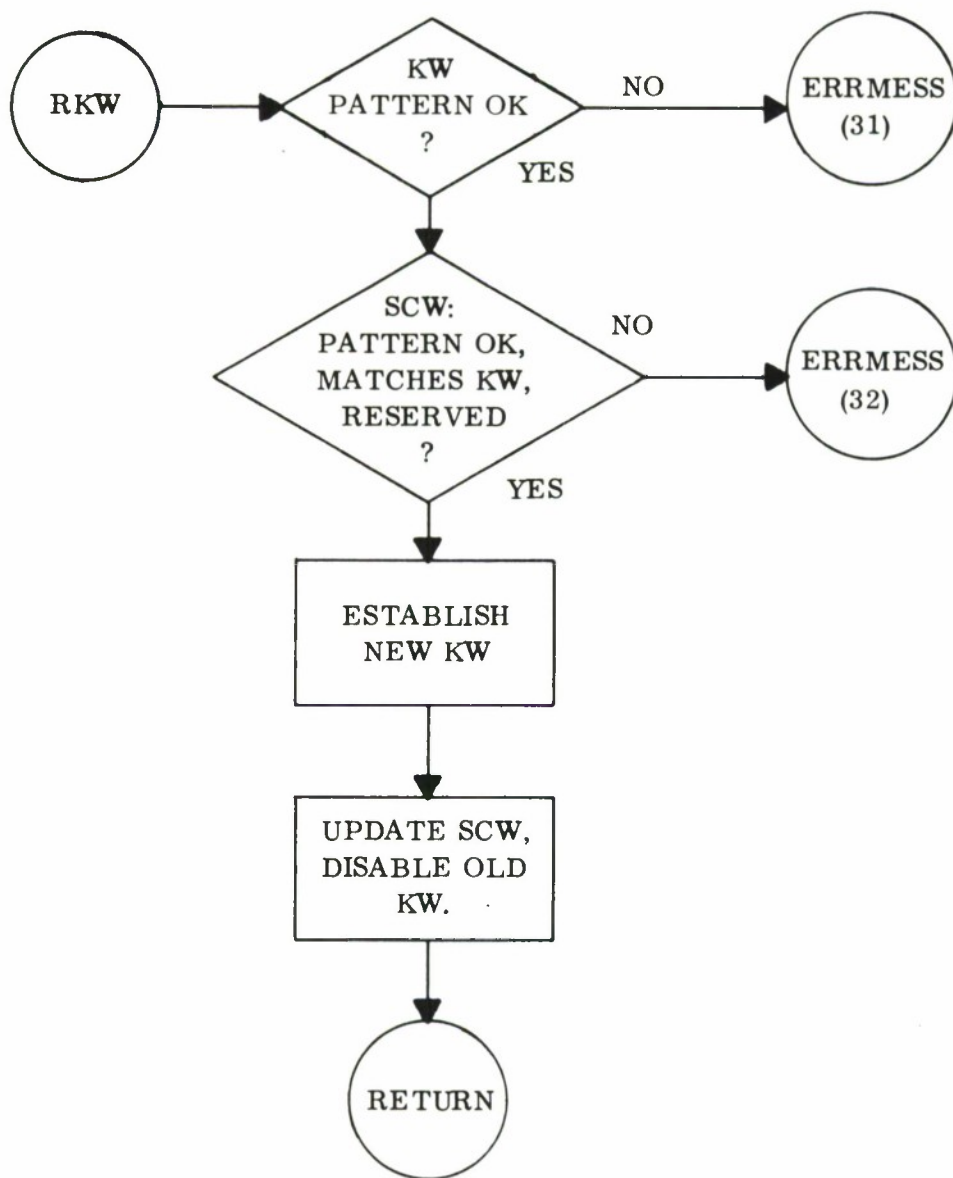 RKW
KW
PATTERN OK
?
NO
ERRMESS
(31)
YES
SCW:
PATTERN OK,
MATCHES KW,
RESERVED
?
NO
ERRMESS
(32)
YES
ESTABLISH
NEW KW
UPDATE SCW,
DISABLE OLD
KW.
RETURN